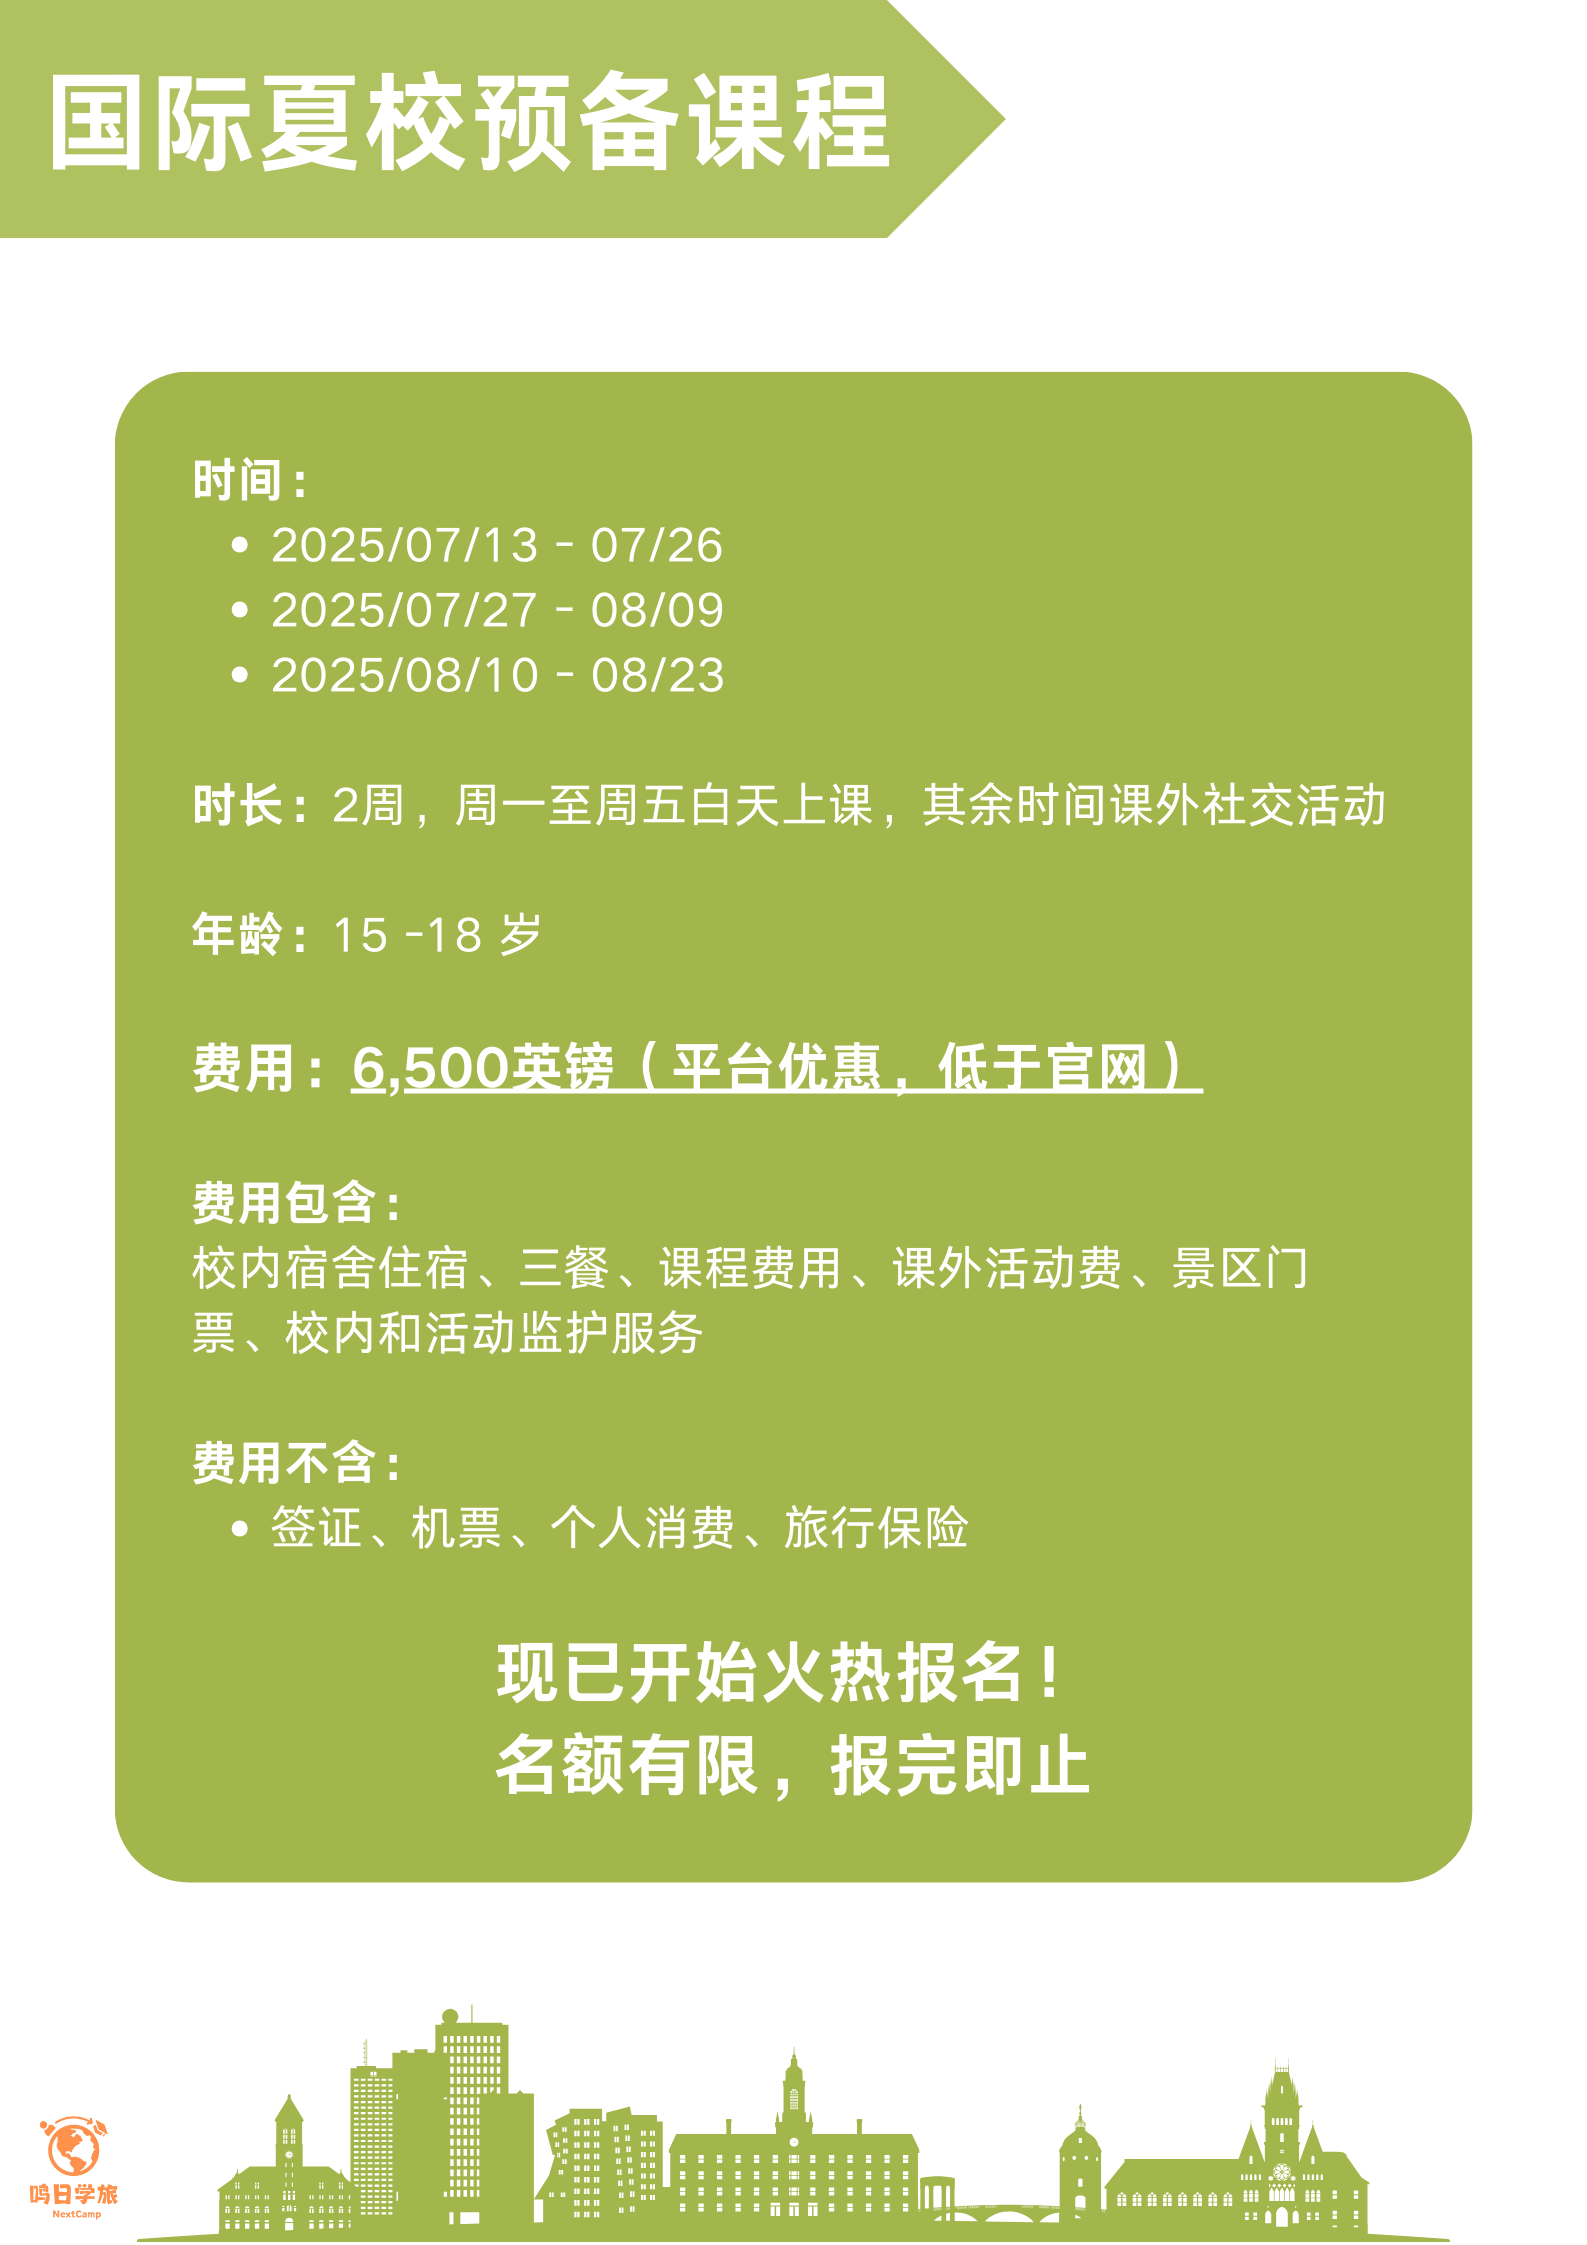 国际夏校预备课程
时间：
• 2025/07/13 - 07/26
• 2025/07/27 - 08/09
• 2025/08/10 - 08/23
时长：2周，周一至周五白天上课，其余时间课外社交活动
年龄：15 -18 岁
费用：6,500英镑（平台优惠，低于官网）
费用包含：
校内宿舍住宿、三餐、课程费用、课外活动费、景区门
票、校内和活动监护服务
费用不含：
• 签证、机票、个人消费、旅行保险
现已开始火热报名！
名额有限，报完即止
鸣日学旅
NextCamp